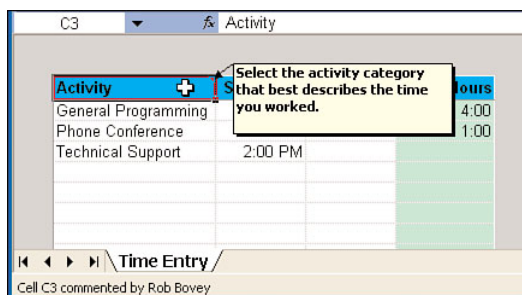 C3 fx Activity
Activity S ours
Select the activity category
that best describes the time
you worked.
General Programming 4:00
Phone Conference 1:00
Technical Support 2:00 PM
Time Entry
Cell C3 commented by Rob Bovey